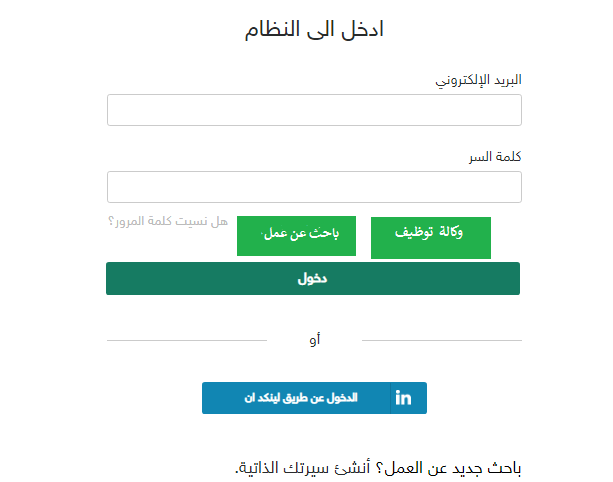 ادخل الى النظام
البريد الإلكتروني
كلمة السر
وكالة توظيف
باحث عن عمل
هل نسيت كلمة المرور؟
دخول
أو
in الدخول عن طريق لينكد ان
باحث جديد عن العمل؟ أنشئ سيرتك الذاتية.